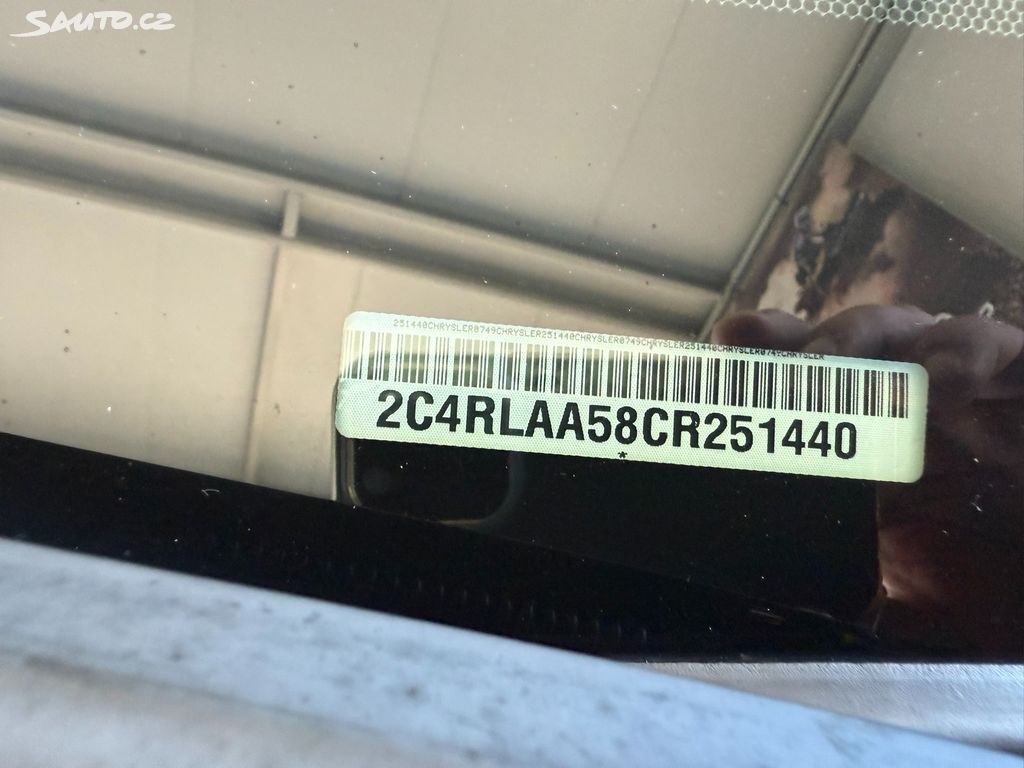 Sauto.cz
251440CHRYSLER0749CHRYSLER251440CHRYSLER0749CHRYSLER251440CHRYSLER0749CHRYSLER
2C4RLAA58CR251440
*